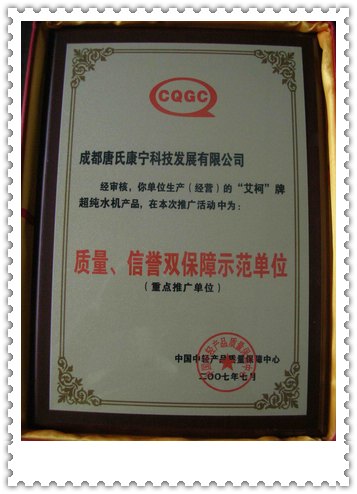 CQGC
成都唐氏康宁科技发展有限公司
经审核，你单位生产（经营）的“艾柯”牌
超纯水机产品，在本次推广活动中为：
质量、信誉双保障示范单位
（重点推广单位）
中国中轻产品质量保障中心
二〇〇七年七月